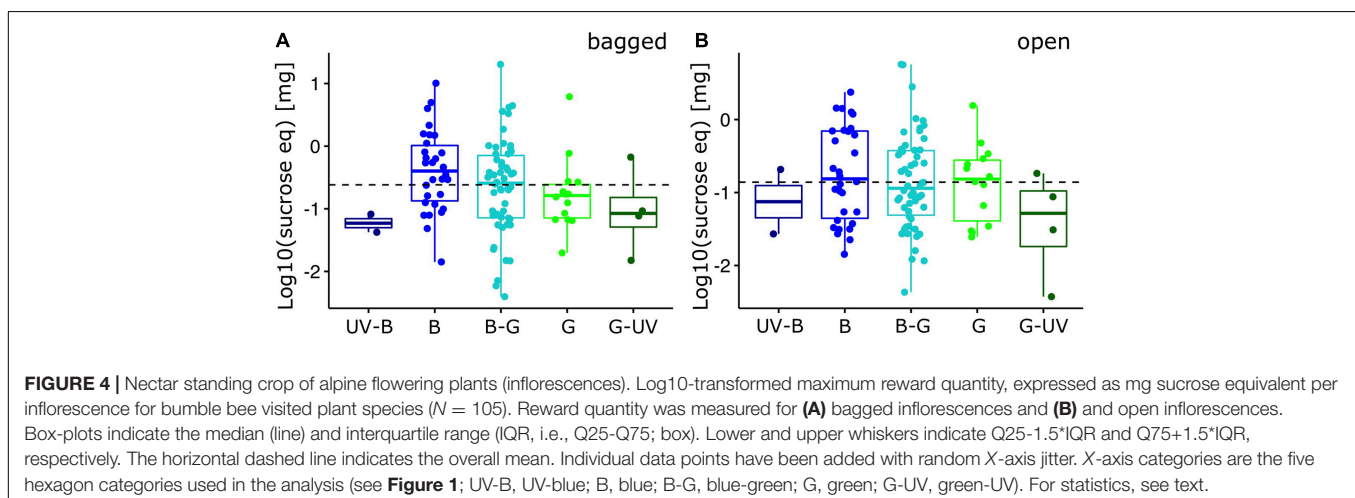 A bagged
B open
Log10(sucrose eq) [mg]
1
0
-1
-2
UV-B B B-G G G-UV
Log10(sucrose eq) [mg]
0
-1
-2
UV-B B B-G G G-UV
FIGURE 4 | Nectar standing crop of alpine flowering plants (inflorescences). Log10-transformed maximum reward quantity, expressed as mg sucrose equivalent per
inflorescence for bumble bee visited plant species (N = 105). Reward quantity was measured for (A) bagged inflorescences and (B) and open inflorescences.
Box-plots indicate the median (line) and interquartile range (IQR, i.e., Q25-Q75; box). Lower and upper whiskers indicate Q25-1.5*IQR and Q75+1.5*IQR,
respectively. The horizontal dashed line indicates the overall mean. Individual data points have been added with random X-axis jitter. X-axis categories are the five
hexagon categories used in the analysis (see Figure 1; UV-B, UV-blue; B, blue; B-G, blue-green; G, green; G-UV, green-UV). For statistics, see text.